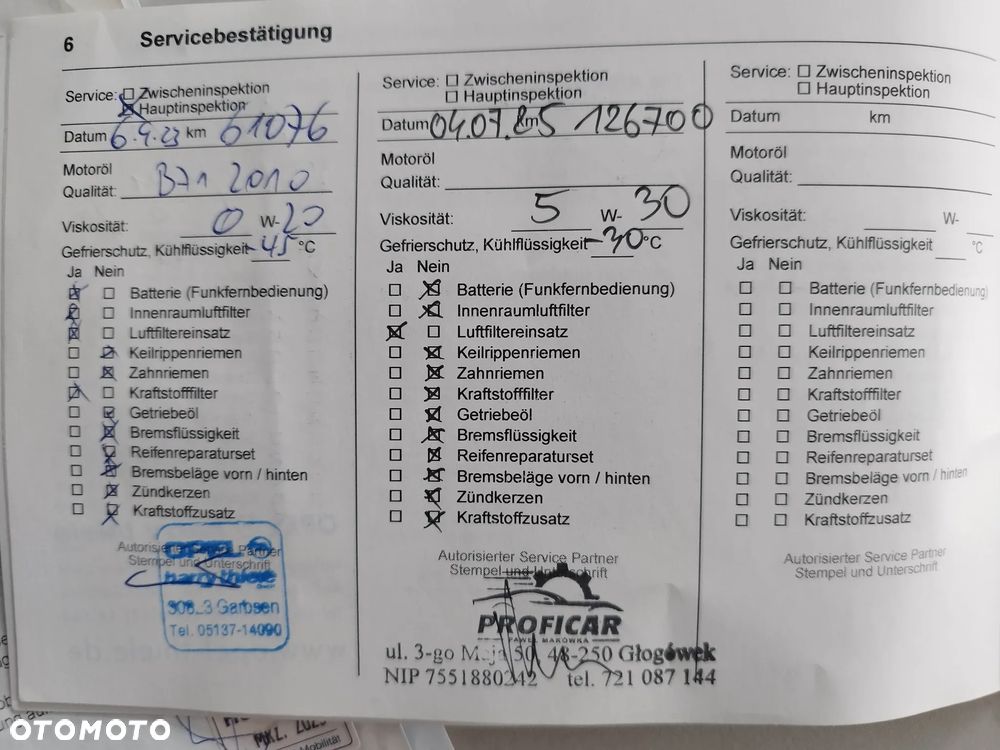 6 Servicebestätigung
Service: Zwischeninspektion
Hauptinspektion
Datum 6.9.23 km 61076
Motoröl
Qualität: B71 2010
Viskosität: 0 W- 20
Gefrierschutz, Kühlflüssigkeit -45 °C
Ja Nein
Batterie (Funkfernbedienung)
Innenraumluftfilter
Luftfiltereinsatz
Keilrippenriemen
Zahnriemen
Kraftstofffilter
Getriebeöl
Bremsflüssigkeit
Reifenreparaturset
Bremsbeläge vorn / hinten
Zündkerzen
Kraftstoffzusatz
Autorisierter Service Partner
Stempel und Unterschrift
harry thiele
Garbsen
Tel. 05137-14090
Service: Zwischeninspektion
Hauptinspektion
Datum 04.07.25 km 126700
Motoröl
Qualität:
Viskosität: 5 W- 30
Gefrierschutz, Kühlflüssigkeit -30 °C
Ja Nein
Batterie (Funkfernbedienung)
Innenraumluftfilter
Luftfiltereinsatz
Keilrippenriemen
Zahnriemen
Kraftstofffilter
Getriebeöl
Bremsflüssigkeit
Reifenreparaturset
Bremsbeläge vorn / hinten
Zündkerzen
Kraftstoffzusatz
Autorisierter Service Partner
Stempel und Unterschrift
PROFICAR
PAWEŁ MAKÓWKA
ul. 3-go Maja 50, 48-250 Głogówek
NIP 7551880242 tel. 721 087 144
Service: Zwischeninspektion
Hauptinspektion
Datum km
Motoröl
Qualität:
Viskosität: W-
Gefrierschutz, Kühlflüssigkeit °C
Ja Nein
Batterie (Funkfernbedienung)
Innenraumluftfilter
Luftfiltereinsatz
Keilrippenriemen
Zahnriemen
Kraftstofffilter
Getriebeöl
Bremsflüssigkeit
Reifenreparaturset
Bremsbeläge vorn / hinten
Zündkerzen
Kraftstoffzusatz
Autorisierter Service Partner
Stempel und Unterschrift
Mobilität
OTOMOTO